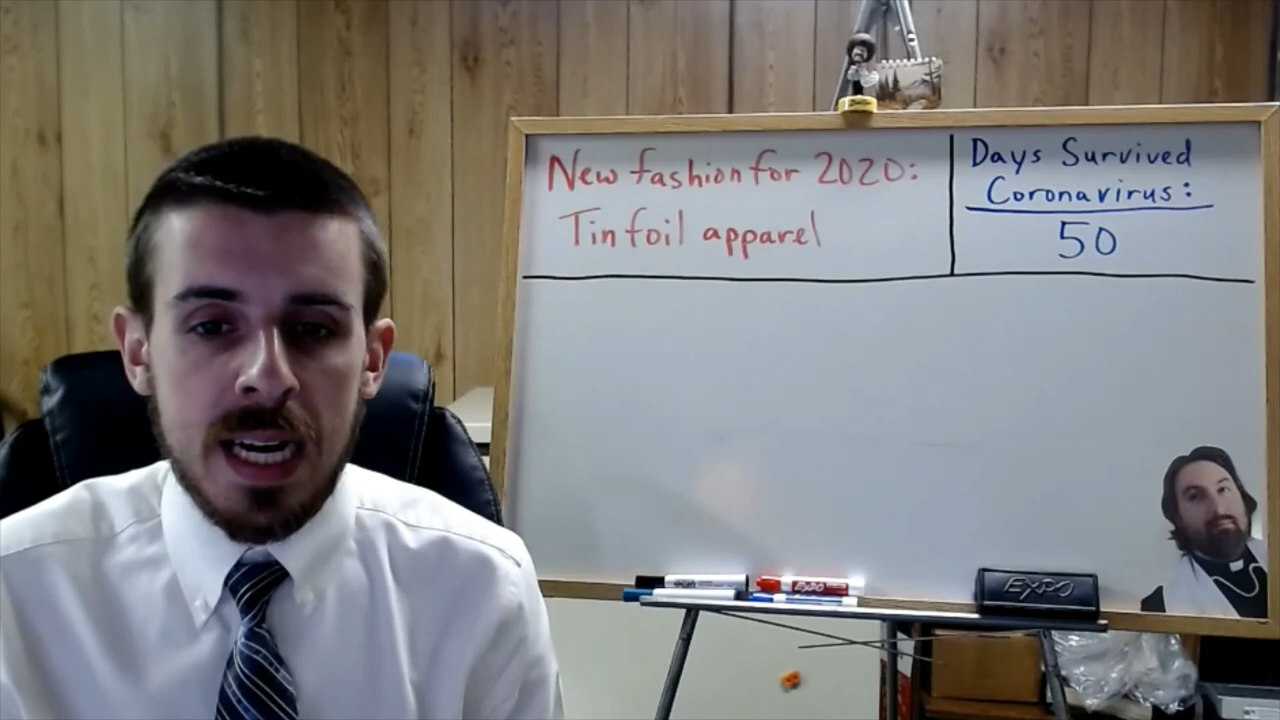 New fashion for 2020:
Tinfoil apparel
Days Survived
Coronavirus:
50
EXPO
EXPO